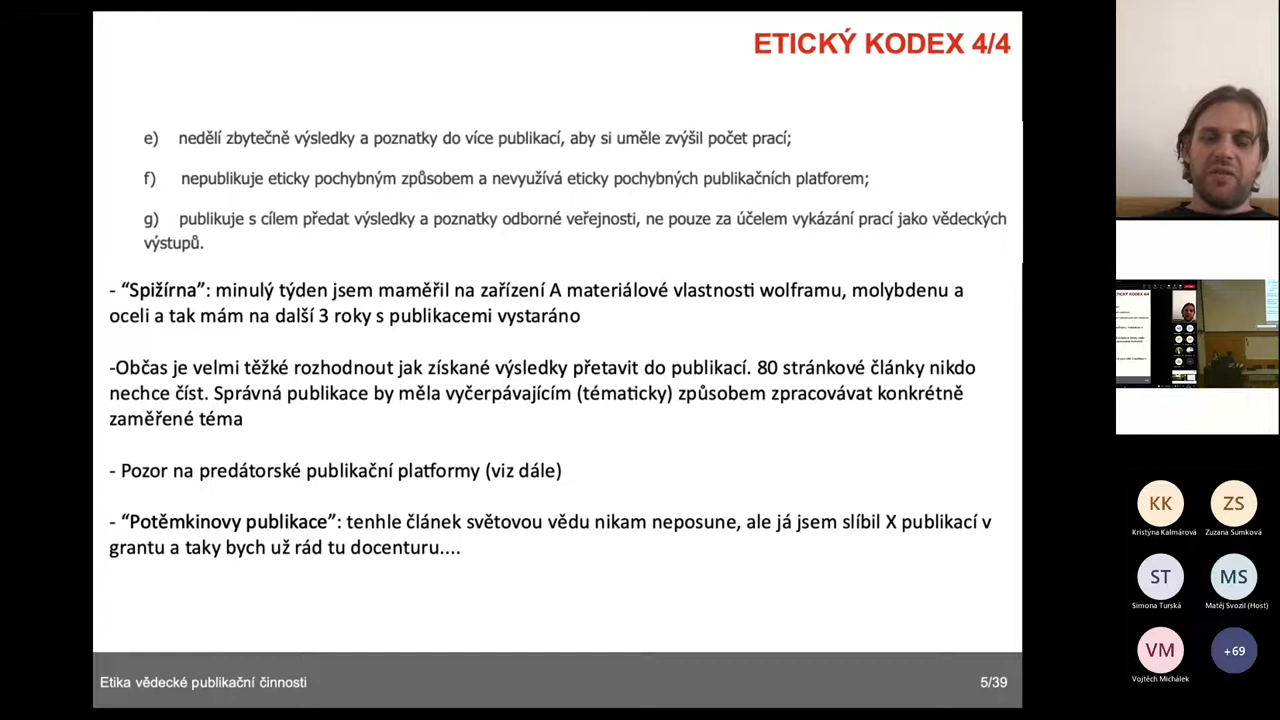 ETICKÝ KODEX 4/4
e) nedělí zbytečně výsledky a poznatky do více publikací, aby si uměle zvýšil počet prací;
f) nepublikuje eticky pochybným způsobem a nevyužívá eticky pochybných publikačních platforem;
g) publikuje s cílem předat výsledky a poznatky odborné veřejnosti, ne pouze za účelem vykázání prací jako vědeckých
výstupů.
- “Spižírna”: minulý týden jsem maměřil na zařízení A materiálové vlastnosti wolframu, molybdenu a
oceli a tak mám na další 3 roky s publikacemi vystaráno
-Občas je velmi těžké rozhodnout jak získané výsledky přetavit do publikací. 80 stránkové články nikdo
nechce číst. Správná publikace by měla vyčerpávajícím (tématicky) způsobem zpracovávat konkrétně
zaměřené téma
- Pozor na predátorské publikační platformy (viz dále)
- “Potěmkinovy publikace”: tenhle článek světovou vědu nikam neposune, ale já jsem slíbil X publikací v
grantu a taky bych už rád tu docenturu....
Etika vědecké publikační činnosti
5/39
ETICKÝ KODEX 4/4
KK
ZS
Kristýna Kalmárová
Zuzana Sumková
ST
MS
Simona Turská
Matěj Svozil (Host)
VM
+69
Vojtěch Michálek